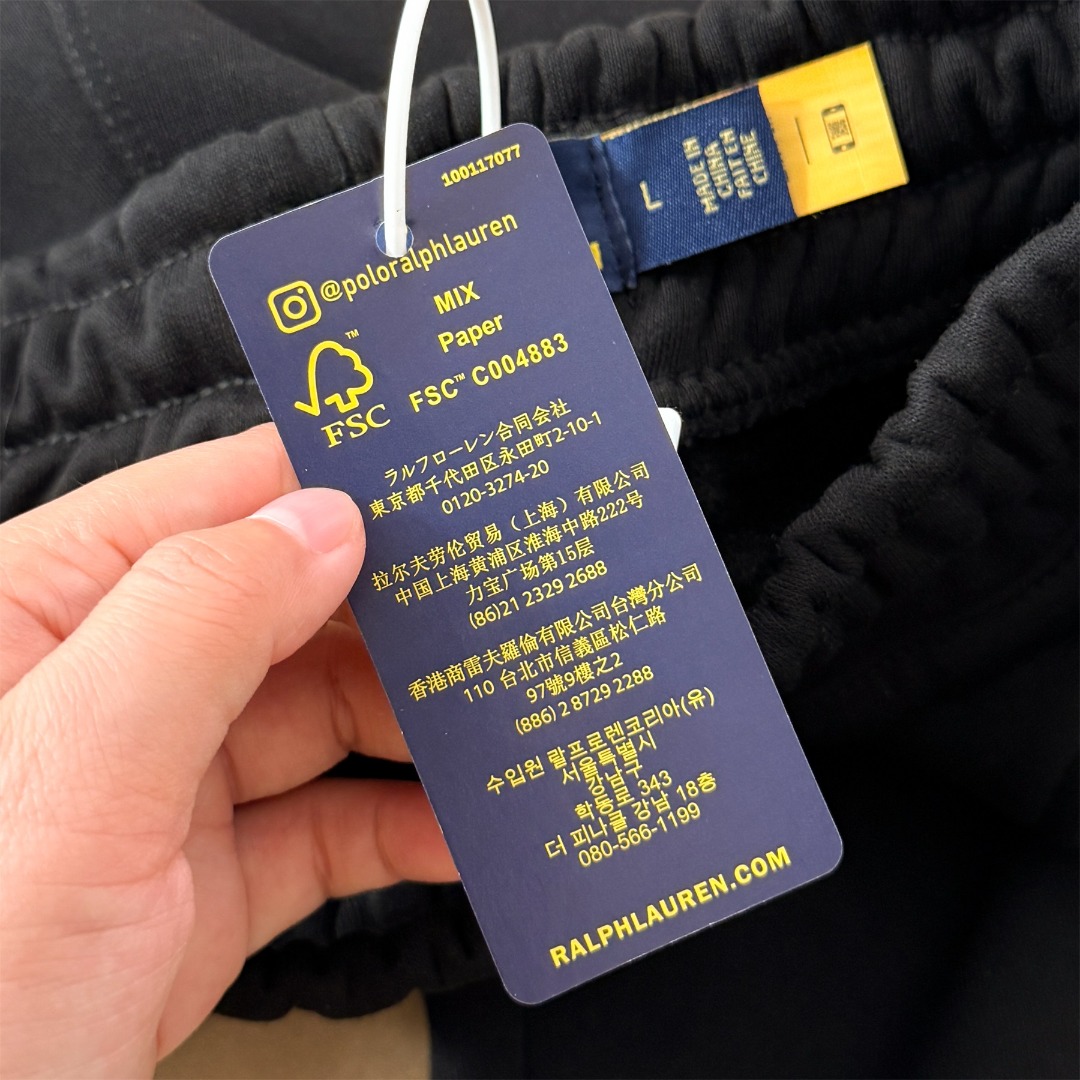 100117077
@poloralphlauren
MIX
Paper
FSC™ C004883
™
FSC
ラルフローレン合同会社
東京都千代田区永田町2-10-1
0120-3274-20
拉尔夫劳伦贸易（上海）有限公司
中国上海黄浦区淮海中路222号
力宝广场第15层
(86)21 2329 2688
香港商雷夫羅倫有限公司台灣分公司
110 台北市信義區松仁路
97號9樓之2
(886) 2 8729 2288
수입원 랄프로렌코리아(유)
서울특별시
강남구
학동로 343
더 피나클 강남 18층
080-566-1199
RALPHLAUREN.COM
L
MADE IN
CHINA
FAIT EN
CHINE